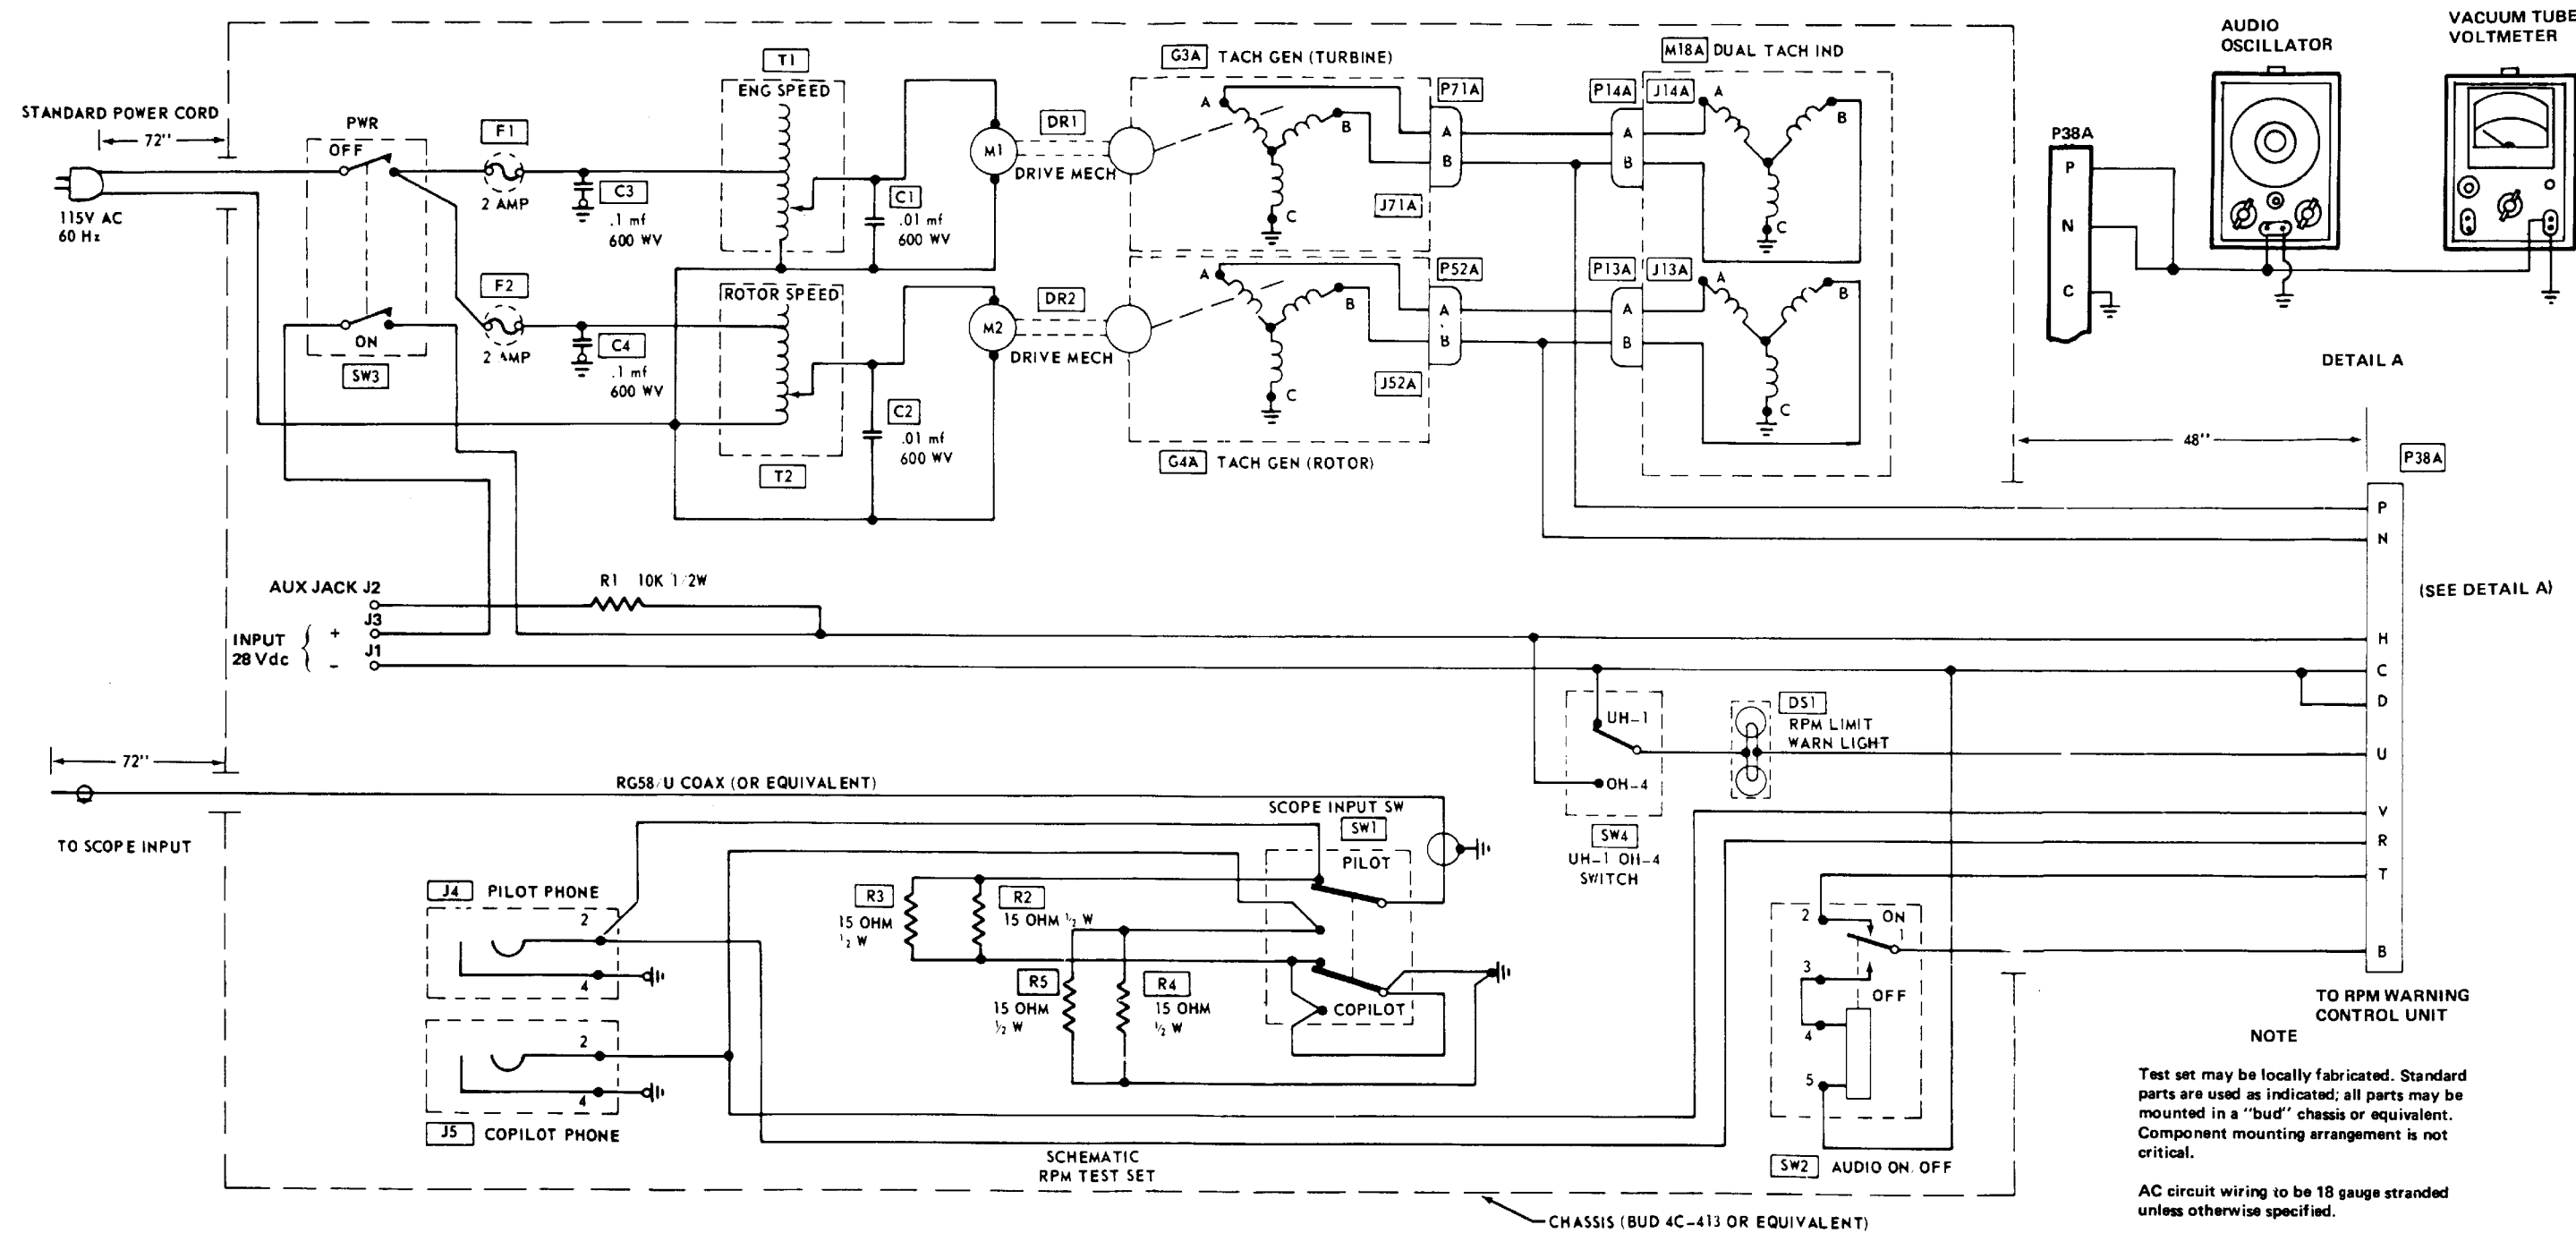 STANDARD POWER CORD
72"
115V AC
60 Hz
PWR
OFF
ON
SW3
F1
2 AMP
F2
2 AMP
C3
.1 mf
600 WV
C4
.1 mf
600 WV
T1
ENG SPEED
ROTOR SPEED
T2
C1
.01 mf
600 WV
C2
.01 mf
600 WV
M1
DR1
DRIVE MECH
M2
DR2
DRIVE MECH
G3A TACH GEN (TURBINE)
A
B
C
J71A
P71A
A
B
G4A TACH GEN (ROTOR)
A
B
C
J52A
P52A
A
B
M18A DUAL TACH IND
P14A
A
B
J14A
A
B
C
P13A
A
B
J13A
A
B
C
AUDIO
OSCILLATOR
VACUUM TUBE
VOLTMETER
P38A
P
N
C
DETAIL A
48"
P38A
P
N
(SEE DETAIL A)
H
C
D
U
V
R
T
B
TO RPM WARNING
CONTROL UNIT
AUX JACK J2
J3
INPUT
28 Vdc
+
-
J1
R1 10K 1/2W
UH-1
OH-4
SW4
UH-1 OH-4
SWITCH
DS1
RPM LIMIT
WARN LIGHT
72"
TO SCOPE INPUT
RG58/U COAX (OR EQUIVALENT)
SCOPE INPUT SW
SW1
PILOT
COPILOT
R3
15 OHM
½ W
R2
15 OHM ½ W
R5
15 OHM
½ W
R4
15 OHM
½ W
J4 PILOT PHONE
2
4
2
4
J5 COPILOT PHONE
2
ON
3
OFF
4
5
SW2 AUDIO ON/OFF
SCHEMATIC
RPM TEST SET
CHASSIS (BUD 4C-413 OR EQUIVALENT)
NOTE
Test set may be locally fabricated. Standard
parts are used as indicated; all parts may be
mounted in a "bud" chassis or equivalent.
Component mounting arrangement is not
critical.
AC circuit wiring to be 18 gauge stranded
unless otherwise specified.